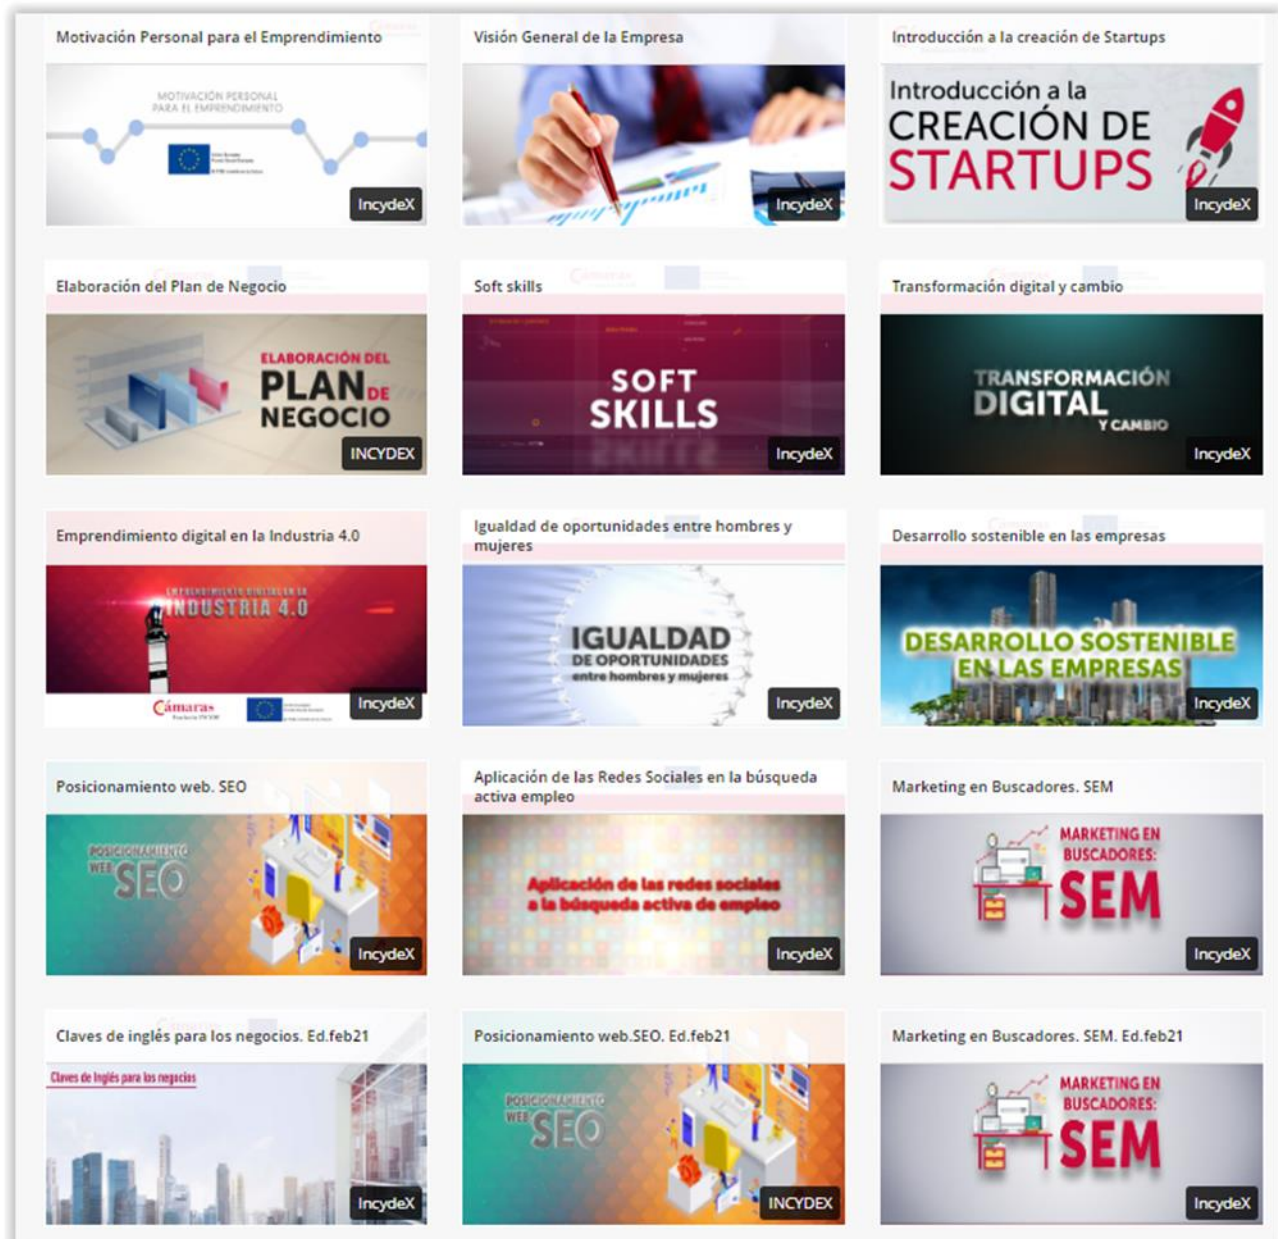 Motivación Personal para el Emprendimiento
MOTIVACIÓN PERSONAL
PARA EL EMPRENDIMIENTO
IncydeX
Visión General de la Empresa
IncydeX
Introducción a la creación de Startups
Introducción a la
CREACIÓN DE
STARTUPS
IncydeX
Elaboración del Plan de Negocio
ELABORACIÓN DEL
PLAN DE
NEGOCIO
INCYDEX
Soft skills
SOFT
SKILLS
IncydeX
Transformación digital y cambio
TRANSFORMACIÓN
DIGITAL
Y CAMBIO
IncydeX
Emprendimiento digital en la Industria 4.0
EMPRENDIMIENTO DIGITAL EN LA
INDUSTRIA 4.0
Cámaras
IncydeX
Igualdad de oportunidades entre hombres y
mujeres
IGUALDAD
DE OPORTUNIDADES
entre hombres y mujeres
IncydeX
Desarrollo sostenible en las empresas
DESARROLLO SOSTENIBLE
EN LAS EMPRESAS
IncydeX
Posicionamiento web. SEO
POSICIONAMIENTO
WEB SEO
IncydeX
Aplicación de las Redes Sociales en la búsqueda
activa empleo
Aplicación de las redes sociales
a la búsqueda activa de empleo
IncydeX
Marketing en Buscadores. SEM
MARKETING EN
BUSCADORES:
SEM
IncydeX
Claves de inglés para los negocios. Ed.feb21
Claves de Inglés para los negocios
IncydeX
Posicionamiento web.SEO. Ed.feb21
POSICIONAMIENTO
WEB SEO
INCYDEX
Marketing en Buscadores. SEM. Ed.feb21
MARKETING EN
BUSCADORES:
SEM
IncydeX